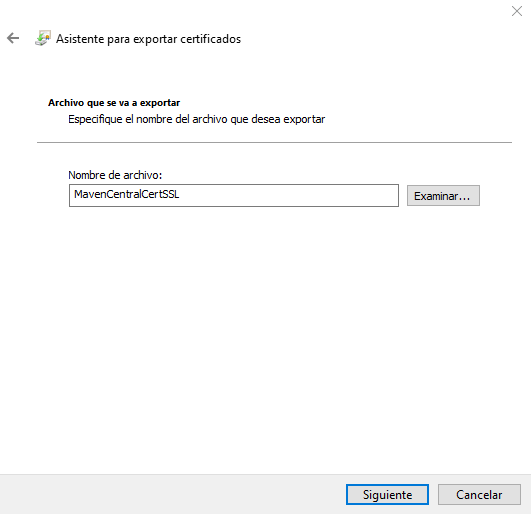 Asistente para exportar certificados
Archivo que se va a exportar
Especifique el nombre del archivo que desea exportar
Nombre de archivo:
MavenCentralCertSSL
Examinar...
Siguiente
Cancelar